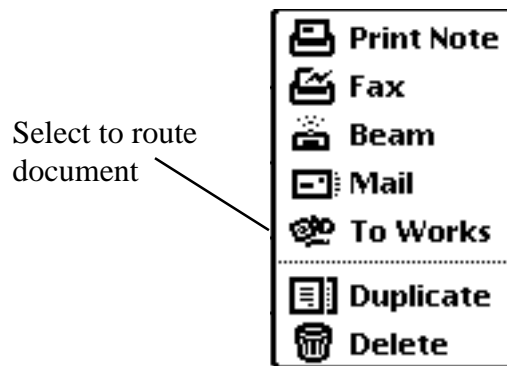 Select to route
document
Print Note
Fax
Beam
Mail
To Works
Duplicate
Delete